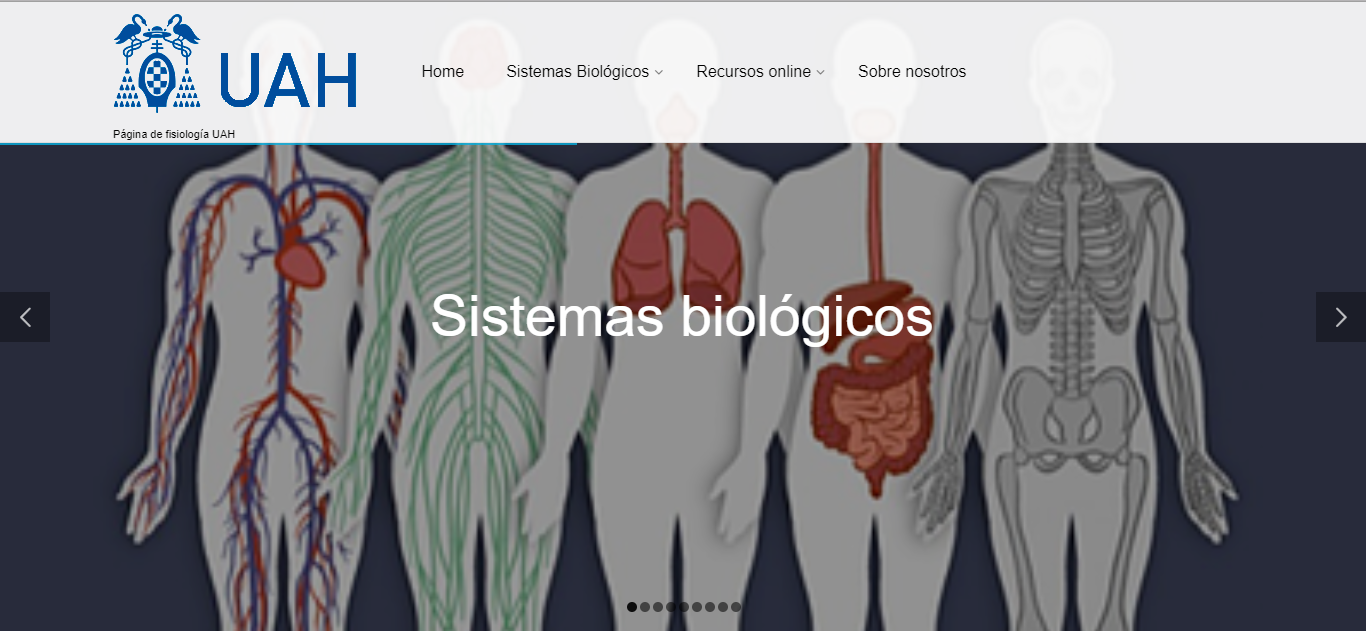 UAH
Home
Sistemas Biológicos
Recursos online
Sobre nosotros
Página de fisiología UAH
Sistemas biológicos